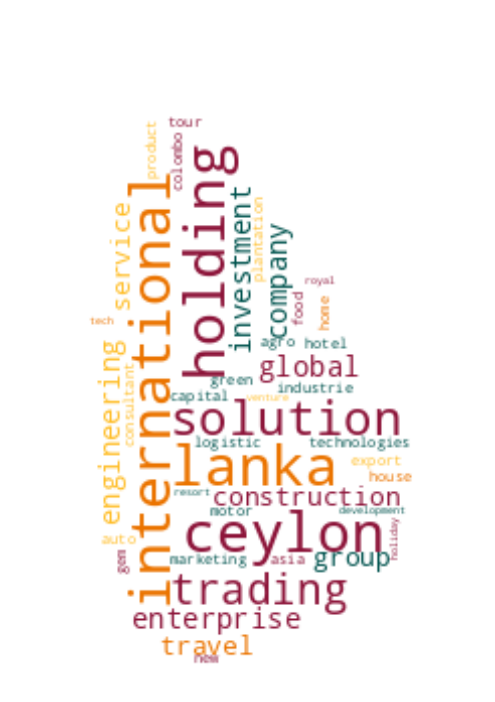 tour
product
colombo
holding
international
investment
service
plantation
company
royal
food
home
tech
agro
hotel
engineering
global
consultant
green
industrie
capital
venture
solution
logistic
technologies
lanka
export
house
resort
construction
motor
development
ceylon
holiday
auto
gem
marketing
asia
group
trading
enterprise
travel
new